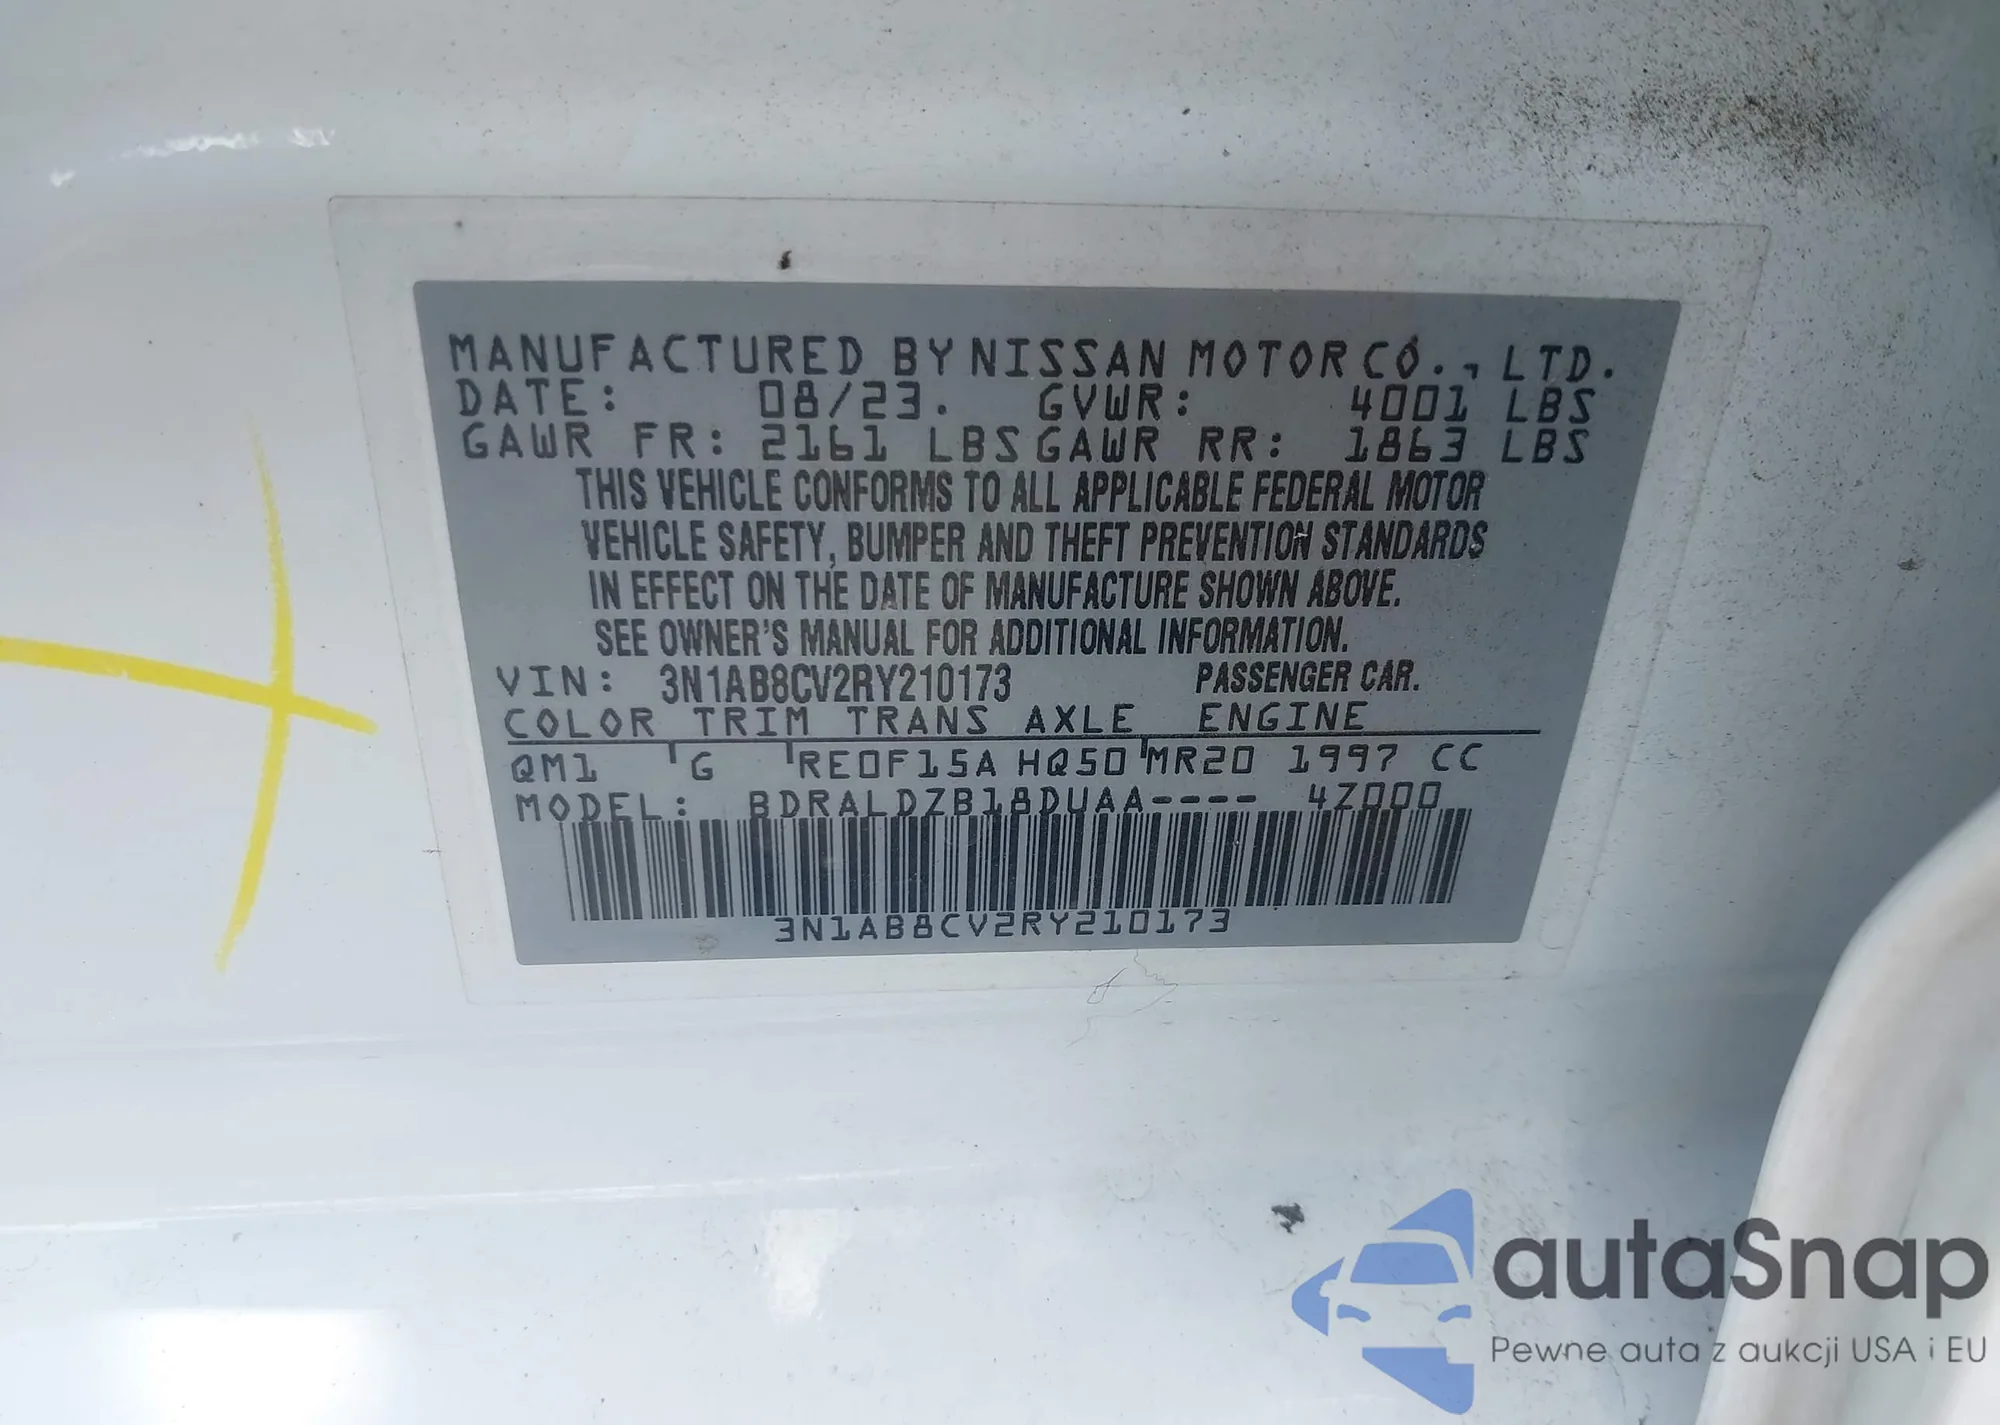 MANUFACTURED BY NISSAN MOTOR CO., LTD.
DATE: 08/23. GVWR: 4001 LBS
GAWR FR: 2161 LBS GAWR RR: 1863 LBS
THIS VEHICLE CONFORMS TO ALL APPLICABLE FEDERAL MOTOR
VEHICLE SAFETY, BUMPER AND THEFT PREVENTION STANDARDS
IN EFFECT ON THE DATE OF MANUFACTURE SHOWN ABOVE.
SEE OWNER'S MANUAL FOR ADDITIONAL INFORMATION.
VIN: 3N1AB8CV2RY210173 PASSENGER CAR.
COLOR TRIM TRANS AXLE ENGINE
QM1 G RE0F15A HQ50 MR20 1997 CC
MODEL: BDRALDZB18DUAA---- 4Z000
3N1AB8CV2RY210173
autaSnap
Pewne auta z aukcji USA i EU